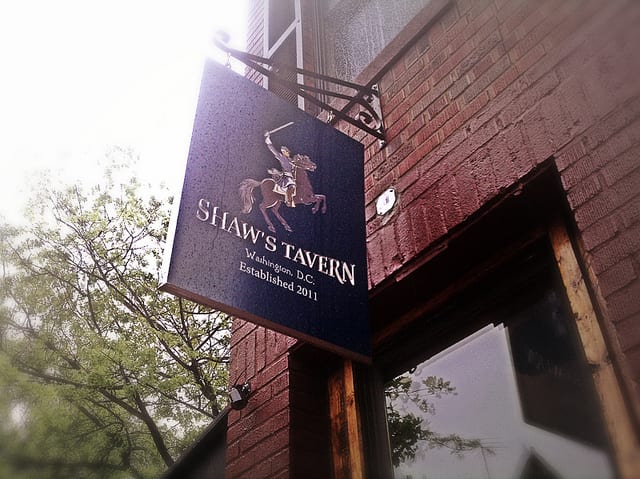 SHAW'S TAVERN
Washington, D.C.
Established 2011